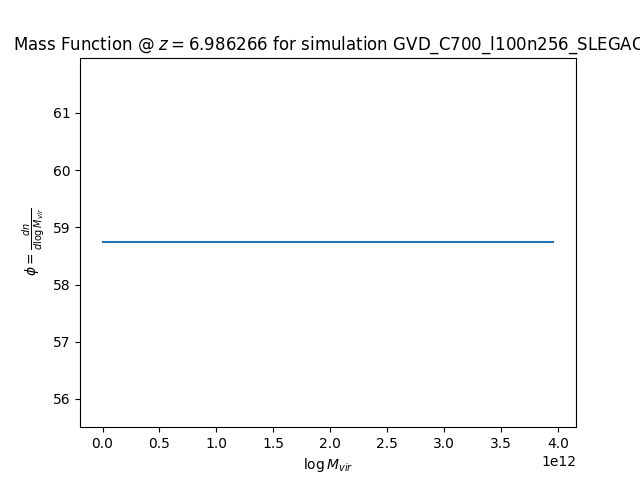 Mass Function @ z = 6.986266 for simulation GVD_C700_l100n256_SLEGAC
61
60
59
58
57
56
ϕ = dn/dlog M_vir
0.0 0.5 1.0 1.5 2.0 2.5 3.0 3.5 4.0
1e12
log M_vir